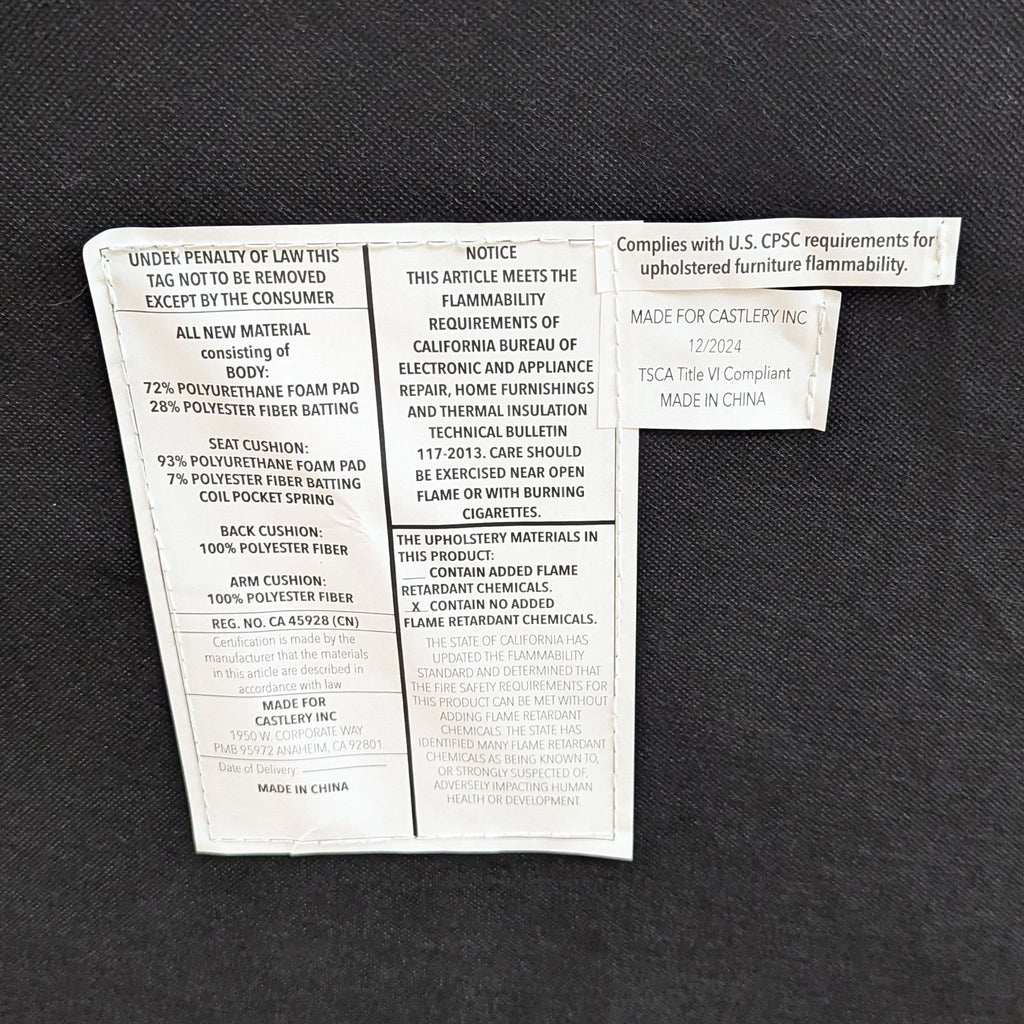 UNDER PENALTY OF LAW THIS
TAG NOT TO BE REMOVED
EXCEPT BY THE CONSUMER
ALL NEW MATERIAL
consisting of
BODY:
72% POLYURETHANE FOAM PAD
28% POLYESTER FIBER BATTING
SEAT CUSHION:
93% POLYURETHANE FOAM PAD
7% POLYESTER FIBER BATTING
COIL POCKET SPRING
BACK CUSHION:
100% POLYESTER FIBER
ARM CUSHION:
100% POLYESTER FIBER
REG. NO. CA 45928 (CN)
Certification is made by the
manufacturer that the materials
in this article are described in
accordance with law
MADE FOR
CASTLERY INC
1950 W. CORPORATE WAY
PMB 95972 ANAHEIM, CA 92801
Date of Delivery: ___________
MADE IN CHINA
NOTICE
THIS ARTICLE MEETS THE
FLAMMABILITY
REQUIREMENTS OF
CALIFORNIA BUREAU OF
ELECTRONIC AND APPLIANCE
REPAIR, HOME FURNISHINGS
AND THERMAL INSULATION
TECHNICAL BULLETIN
117-2013. CARE SHOULD
BE EXERCISED NEAR OPEN
FLAME OR WITH BURNING
CIGARETTES.
THE UPHOLSTERY MATERIALS IN
THIS PRODUCT:
___ CONTAIN ADDED FLAME
RETARDANT CHEMICALS.
_X_ CONTAIN NO ADDED
FLAME RETARDANT CHEMICALS.
THE STATE OF CALIFORNIA HAS
UPDATED THE FLAMMABILITY
STANDARD AND DETERMINED THAT
THE FIRE SAFETY REQUIREMENTS FOR
THIS PRODUCT CAN BE MET WITHOUT
ADDING FLAME RETARDANT
CHEMICALS. THE STATE HAS
IDENTIFIED MANY FLAME RETARDANT
CHEMICALS AS BEING KNOWN TO,
OR STRONGLY SUSPECTED OF,
ADVERSELY IMPACTING HUMAN
HEALTH OR DEVELOPMENT.
Complies with U.S. CPSC requirements for
upholstered furniture flammability.
MADE FOR CASTLERY INC
12/2024
TSCA Title VI Compliant
MADE IN CHINA